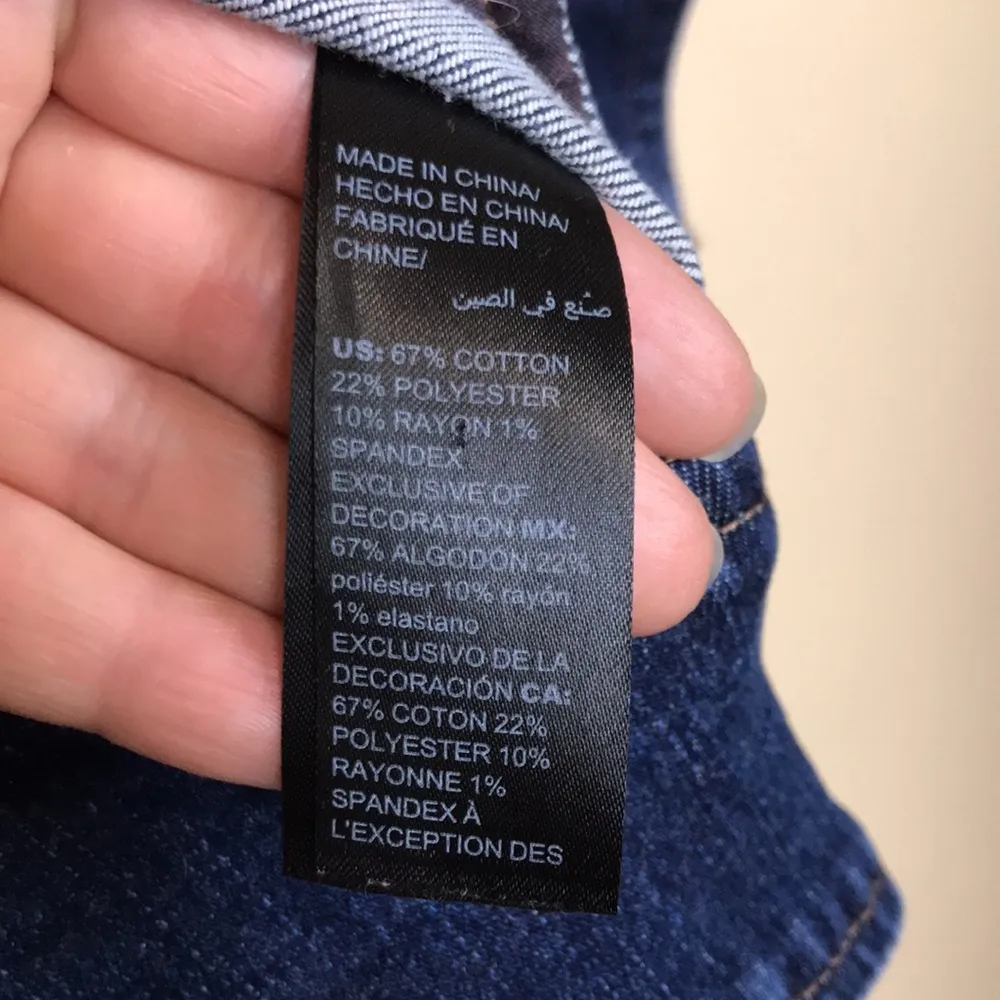 MADE IN CHINA/
HECHO EN CHINA/
FABRIQUÉ EN
CHINE/
صنع في الصين
US: 67% COTTON
22% POLYESTER
10% RAYON 1%
SPANDEX
EXCLUSIVE OF
DECORATION MX:
67% ALGODON 22%
poliéster 10% rayón
1% elastano
EXCLUSIVO DE LA
DECORACIÓN CA:
67% COTON 22%
POLYESTER 10%
RAYONNE 1%
SPANDEX À
L'EXCEPTION DES